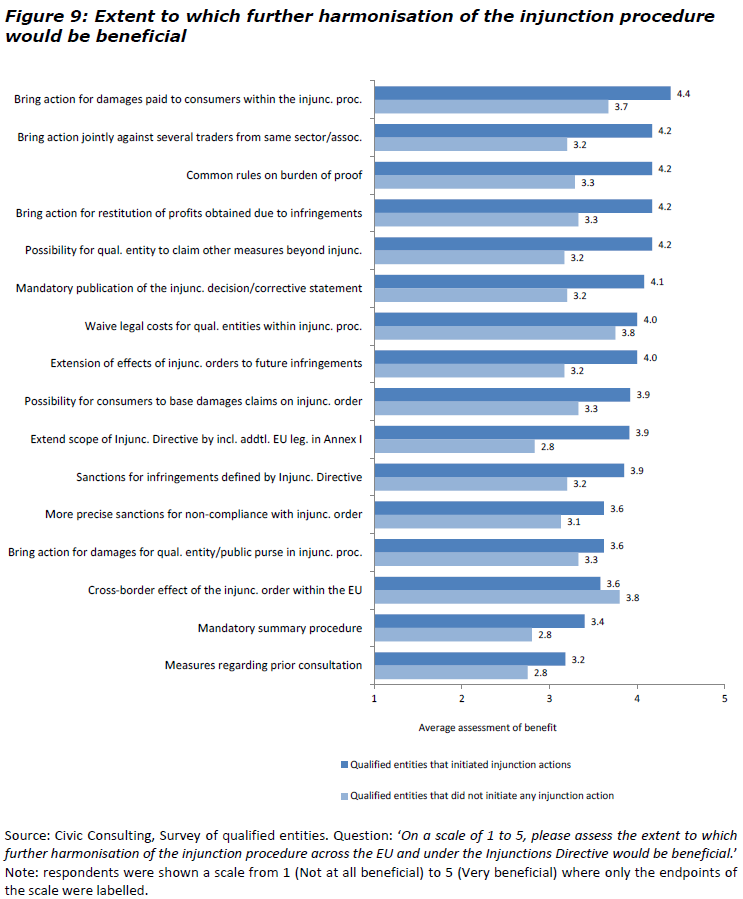 Figure 9: Extent to which further harmonisation of the injunction procedure
would be beneficial
Bring action for damages paid to consumers within the injunc. proc.
4.4
3.7
Bring action jointly against several traders from same sector/assoc.
4.2
3.2
Common rules on burden of proof
4.2
3.3
Bring action for restitution of profits obtained due to infringements
4.2
3.3
Possibility for qual. entity to claim other measures beyond injunc.
4.2
3.2
Mandatory publication of the injunc. decision/corrective statement
4.1
3.2
Waive legal costs for qual. entities within injunc. proc.
4.0
3.8
Extension of effects of injunc. orders to future infringements
4.0
3.2
Possibility for consumers to base damages claims on injunc. order
3.9
3.3
Extend scope of Injunc. Directive by incl. addtl. EU leg. in Annex I
3.9
2.8
Sanctions for infringements defined by Injunc. Directive
3.9
3.2
More precise sanctions for non-compliance with injunc. order
3.6
3.1
Bring action for damages for qual. entity/public purse in injunc. proc.
3.6
3.3
Cross-border effect of the injunc. order within the EU
3.6
3.8
Mandatory summary procedure
3.4
2.8
Measures regarding prior consultation
3.2
2.8
1 2 3 4 5
Average assessment of benefit
Qualified entities that initiated injunction actions
Qualified entities that did not initiate any injunction action
Source: Civic Consulting, Survey of qualified entities. Question: ‘On a scale of 1 to 5, please assess the extent to which
further harmonisation of the injunction procedure across the EU and under the Injunctions Directive would be beneficial.’
Note: respondents were shown a scale from 1 (Not at all beneficial) to 5 (Very beneficial) where only the endpoints of
the scale were labelled.